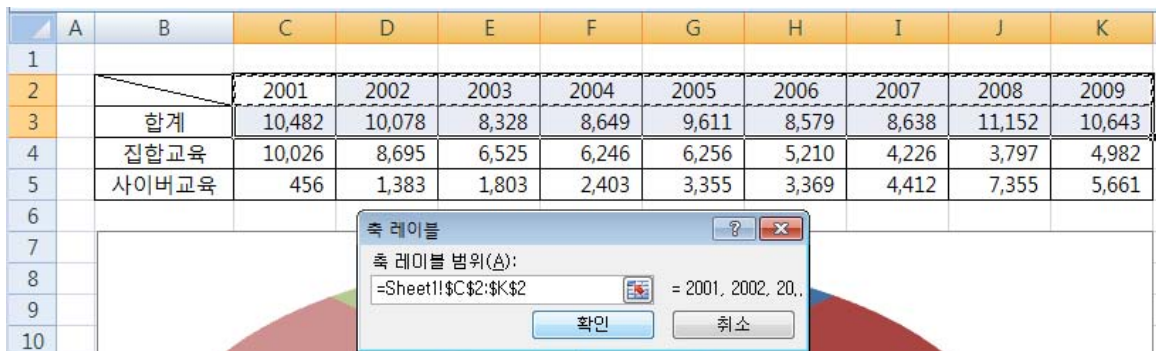 A B C D E F G H I J K
1
2 2001 2002 2003 2004 2005 2006 2007 2008 2009
3 합계 10,482 10,078 8,328 8,649 9,611 8,579 8,638 11,152 10,643
4 집합교육 10,026 8,695 6,525 6,246 6,256 5,210 4,226 3,797 4,982
5 사이버교육 456 1,383 1,803 2,403 3,355 3,369 4,412 7,355 5,661
6
축 레이블 ?
7
축 레이블 범위(A):
8
=Sheet1!$C$2:$K$2 = 2001, 2002, 20,,
9
확인 취소
10